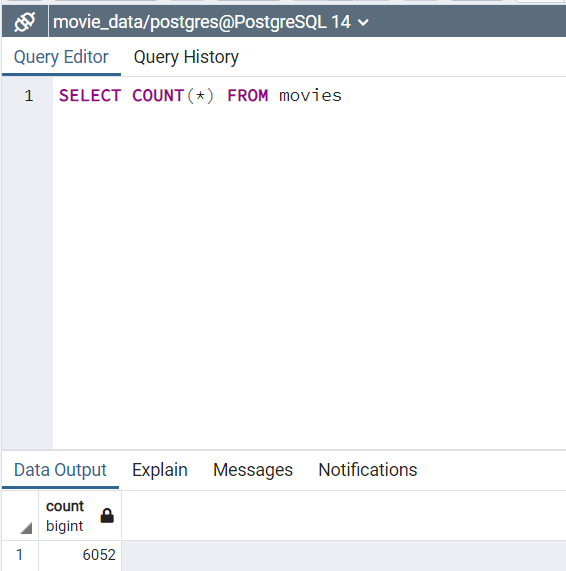 movie_data/postgres@PostgreSQL 14
Query Editor Query History
1 SELECT COUNT(*) FROM movies
Data Output Explain Messages Notifications
count
bigint
1 6052